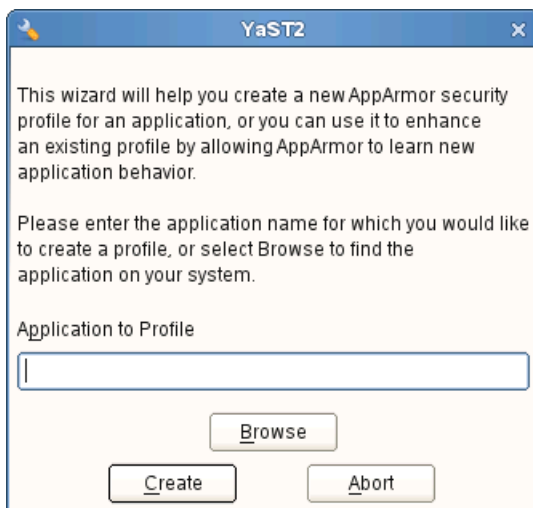 YaST2
This wizard will help you create a new AppArmor security
profile for an application, or you can use it to enhance
an existing profile by allowing AppArmor to learn new
application behavior.
Please enter the application name for which you would like
to create a profile, or select Browse to find the
application on your system.
Application to Profile
Browse
Create
Abort